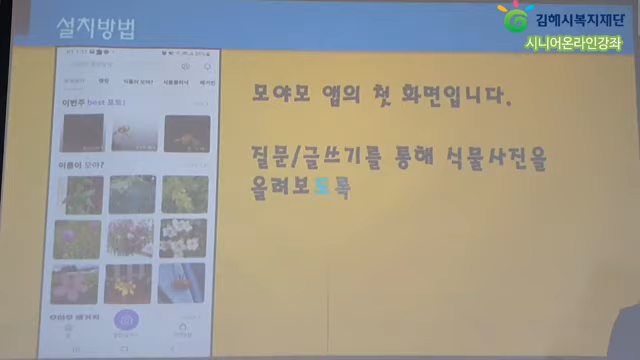 설치방법
김해시복지재단
시니어온라인강좌
이번주 best 포토!
이름이 모야?
모야모 앱의 첫 화면입니다.
질문/글쓰기를 통해 식물사진을
올려보도록